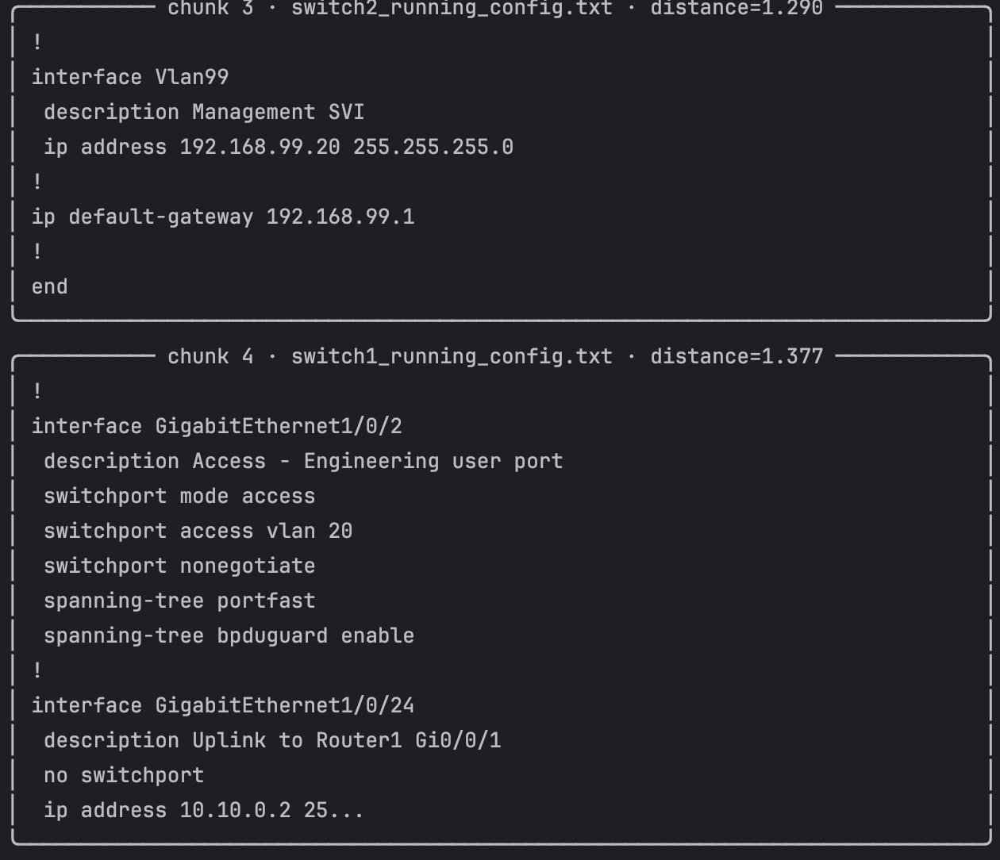 chunk 3 · switch2_running_config.txt · distance=1.290
!
interface Vlan99
 description Management SVI
 ip address 192.168.99.20 255.255.255.0
!
ip default-gateway 192.168.99.1
!
end
chunk 4 · switch1_running_config.txt · distance=1.377
!
interface GigabitEthernet1/0/2
 description Access - Engineering user port
 switchport mode access
 switchport access vlan 20
 switchport nonegotiate
 spanning-tree portfast
 spanning-tree bpduguard enable
!
interface GigabitEthernet1/0/24
 description Uplink to Router1 Gi0/0/1
 no switchport
 ip address 10.10.0.2 25...